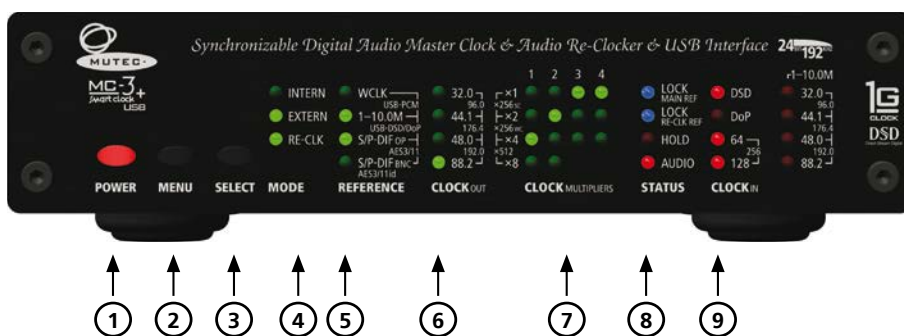 MUTEC
MC-3+
Smart clock
USB
Synchronizable Digital Audio Master Clock & Audio Re-Clocker & USB Interface
24
192
1 2 3 4
r1–10.0M
INTERN
EXTERN
RE-CLK
WCLK
USB-PCM
1–10.0M
USB-DSD/DoP
S/P-DIF OP
AES3/11
S/P-DIF BNC
AES3/11id
32.0
96.0
44.1
176.4
48.0
192.0
88.2
×1
×256
×2
×256
×4
×512
×8
LOCK
MAIN REF
LOCK
RE-CLK REF
HOLD
AUDIO
DSD
DoP
64
256
128
32.0
96.0
44.1
176.4
48.0
192.0
88.2
1G
CLOCK
DSD
Direct Stream Digital
POWER MENU SELECT MODE REFERENCE CLOCK OUT CLOCK MULTIPLIERS STATUS CLOCK IN
1 2 3 4 5 6 7 8 9